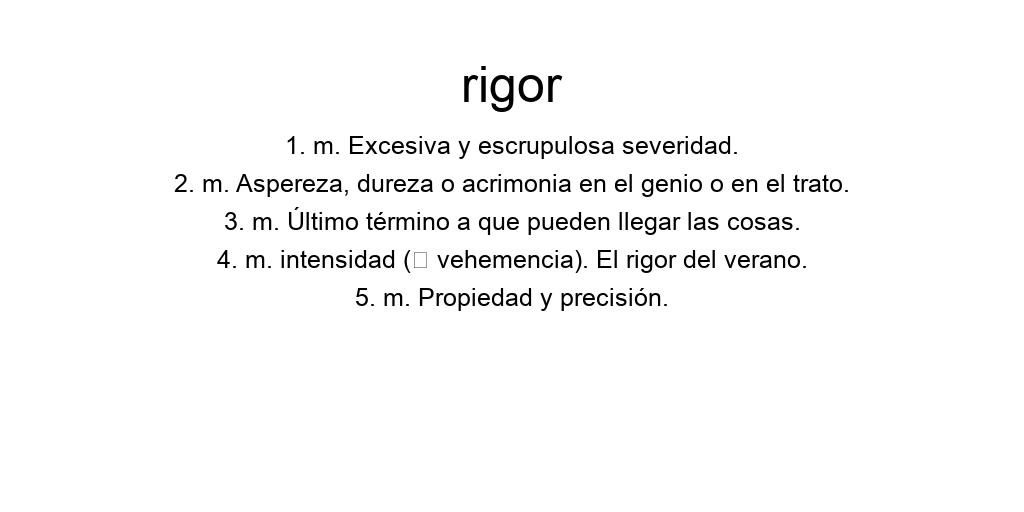 rigor
1. m. Excesiva y escrupulosa severidad.
2. m. Aspereza, dureza o acrimonia en el genio o en el trato.
3. m. Último término a que pueden llegar las cosas.
4. m. intensidad (□ vehemencia). El rigor del verano.
5. m. Propiedad y precisión.